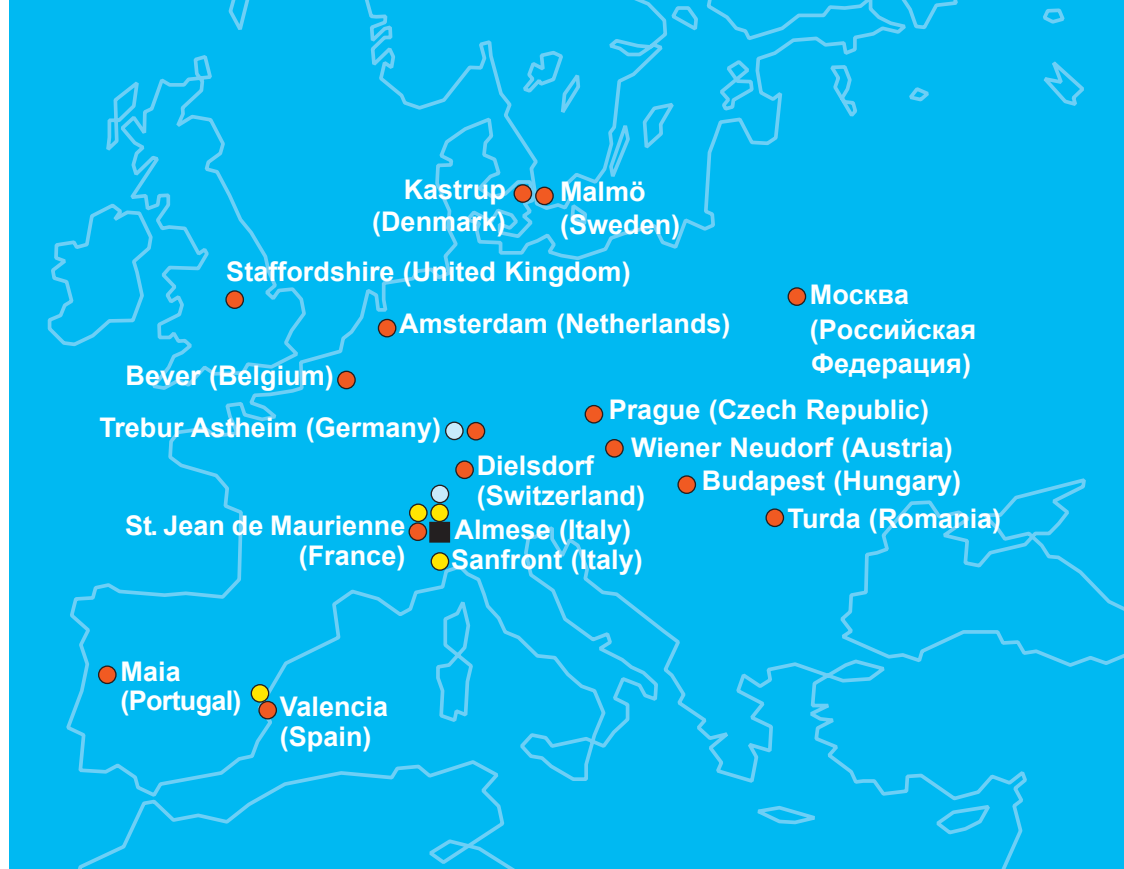 Kastrup
(Denmark)
Malmö
(Sweden)
Staffordshire (United Kingdom)
Москва
(Российская
Федерация)
Amsterdam (Netherlands)
Bever (Belgium)
Prague (Czech Republic)
Trebur Astheim (Germany)
Wiener Neudorf (Austria)
Dielsdorf
(Switzerland)
Budapest (Hungary)
Turda (Romania)
St. Jean de Maurienne
(France)
Almese (Italy)
Sanfront (Italy)
Maia
(Portugal)
Valencia
(Spain)